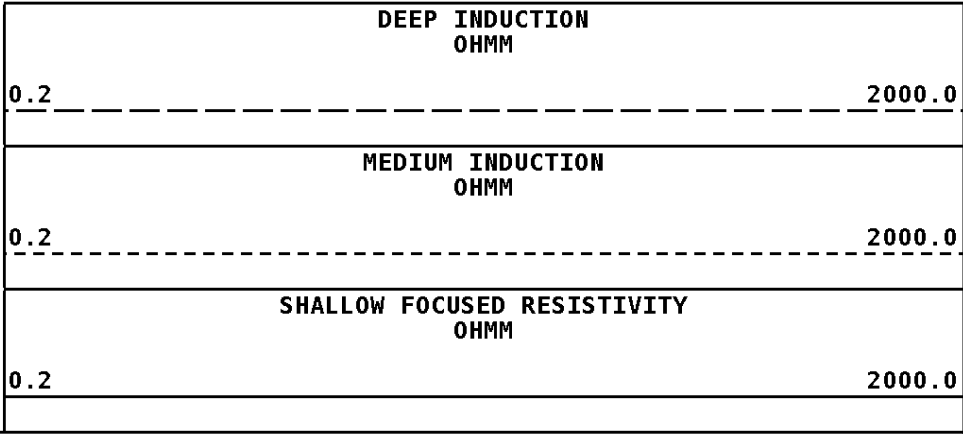 DEEP INDUCTION
OHMM
0.2 2000.0
MEDIUM INDUCTION
OHMM
0.2 2000.0
SHALLOW FOCUSED RESISTIVITY
OHMM
0.2 2000.0